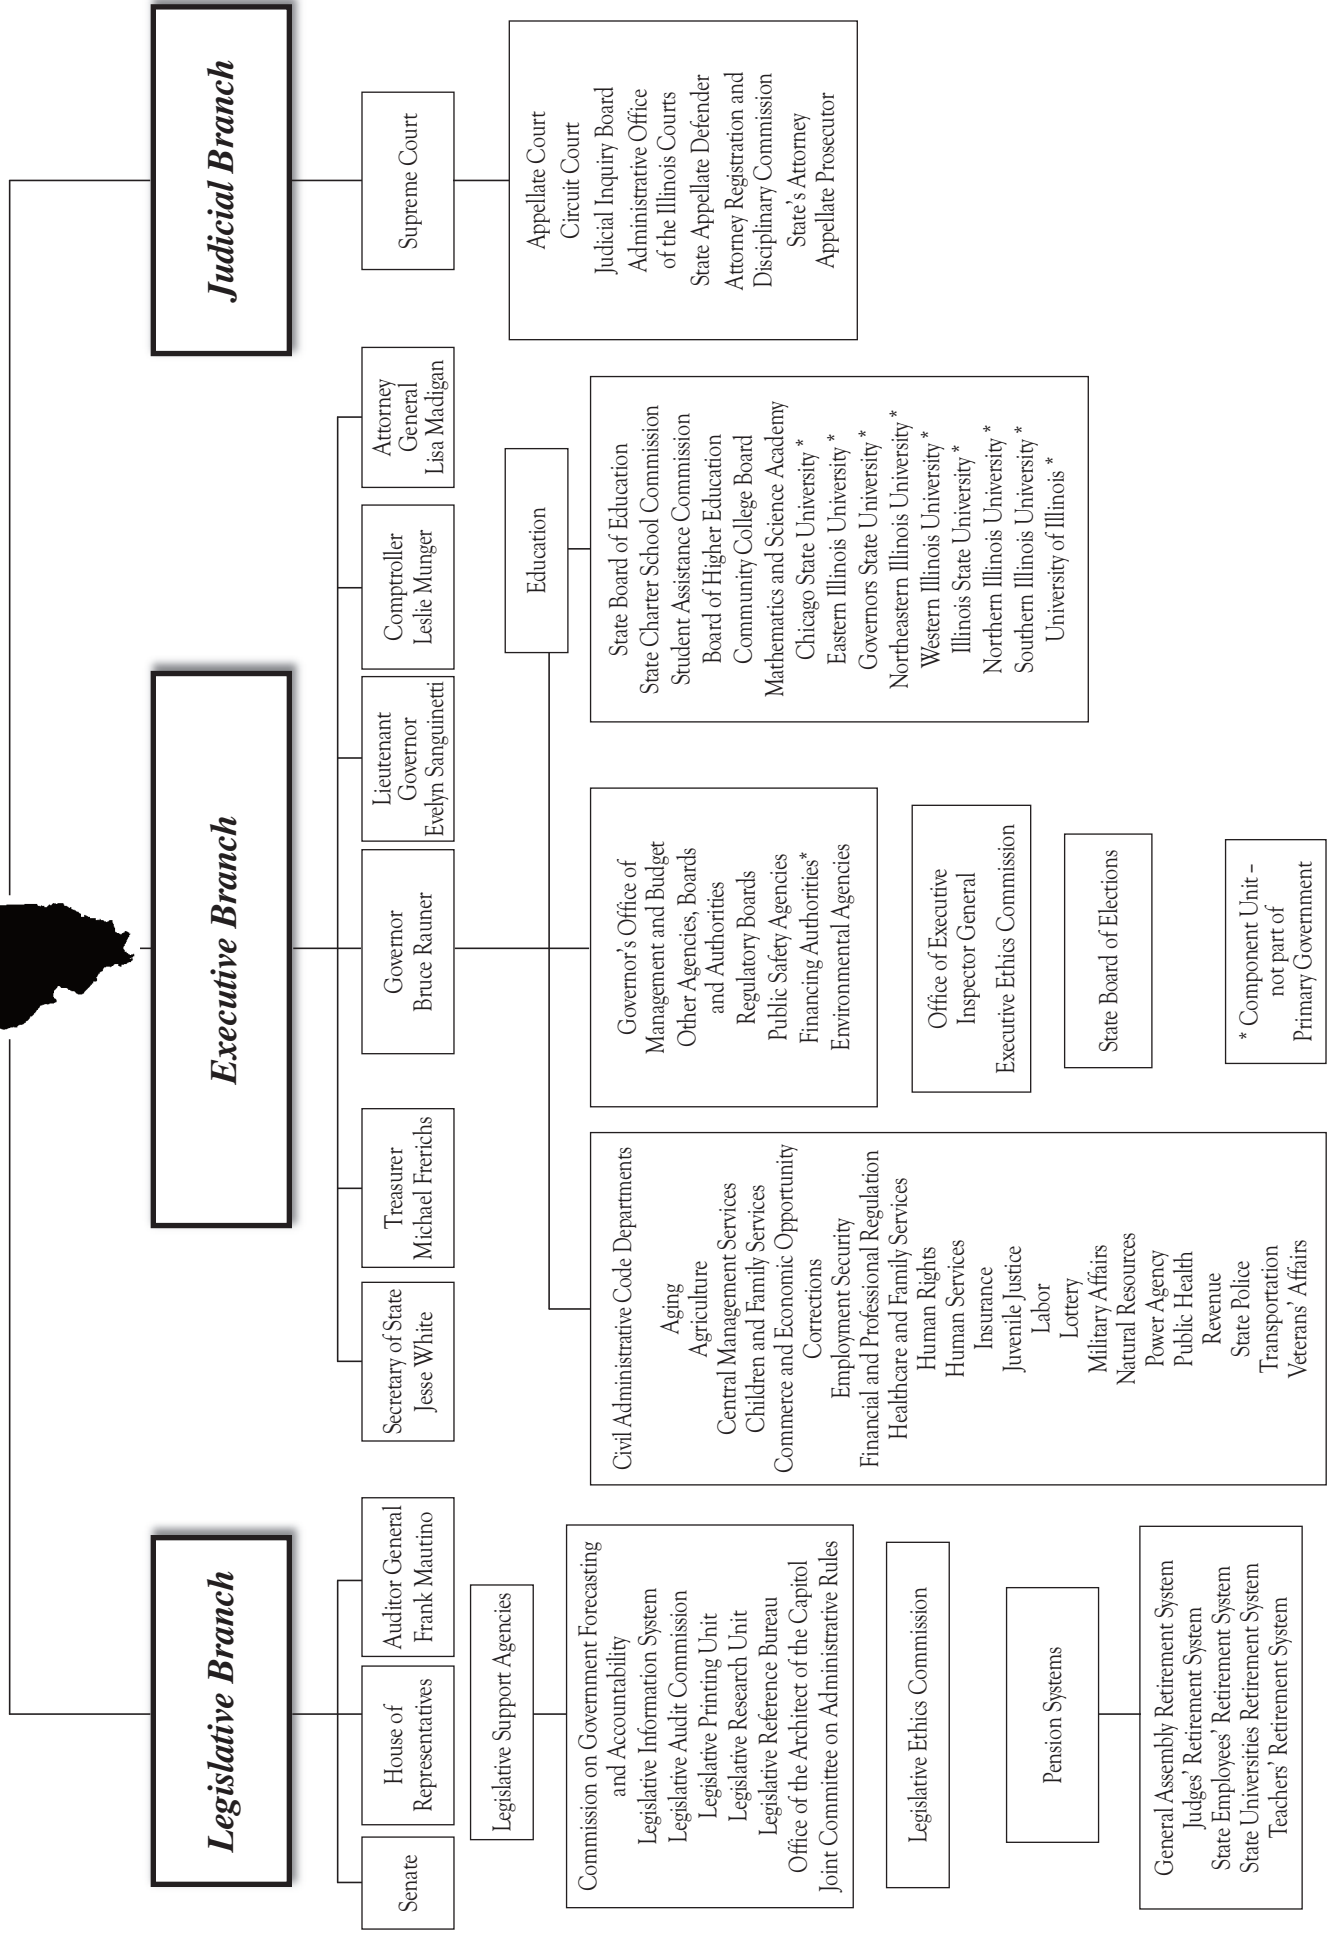 Legislative Branch
Senate
House of
Representatives
Auditor General
Frank Mautino
Legislative Support Agencies
Commission on Government Forecasting
and Accountability
Legislative Information System
Legislative Audit Commission
Legislative Printing Unit
Legislative Research Unit
Legislative Reference Bureau
Office of the Architect of the Capitol
Joint Committee on Administrative Rules
Legislative Ethics Commission
Pension Systems
General Assembly Retirement System
Judges' Retirement System
State Employees' Retirement System
State Universities Retirement System
Teachers' Retirement System
Executive Branch
Secretary of State
Jesse White
Treasurer
Michael Frerichs
Governor
Bruce Rauner
Lieutenant
Governor
Evelyn Sanguinetti
Comptroller
Leslie Munger
Attorney
General
Lisa Madigan
Civil Administrative Code Departments
Aging
Agriculture
Central Management Services
Children and Family Services
Commerce and Economic Opportunity
Corrections
Employment Security
Financial and Professional Regulation
Healthcare and Family Services
Human Rights
Human Services
Insurance
Juvenile Justice
Labor
Lottery
Military Affairs
Natural Resources
Power Agency
Public Health
Revenue
State Police
Transportation
Veterans' Affairs
Governor's Office of
Management and Budget
Other Agencies, Boards
and Authorities
Regulatory Boards
Public Safety Agencies
Financing Authorities*
Environmental Agencies
Office of Executive
Inspector General
Executive Ethics Commission
State Board of Elections
* Component Unit –
not part of
Primary Government
Education
State Board of Education
State Charter School Commission
Student Assistance Commission
Board of Higher Education
Community College Board
Mathematics and Science Academy
Chicago State University *
Eastern Illinois University *
Governors State University *
Northeastern Illinois University *
Western Illinois University *
Illinois State University *
Northern Illinois University *
Southern Illinois University *
University of Illinois *
Judicial Branch
Supreme Court
Appellate Court
Circuit Court
Judicial Inquiry Board
Administrative Office
of the Illinois Courts
State Appellate Defender
Attorney Registration and
Disciplinary Commission
State's Attorney
Appellate Prosecutor